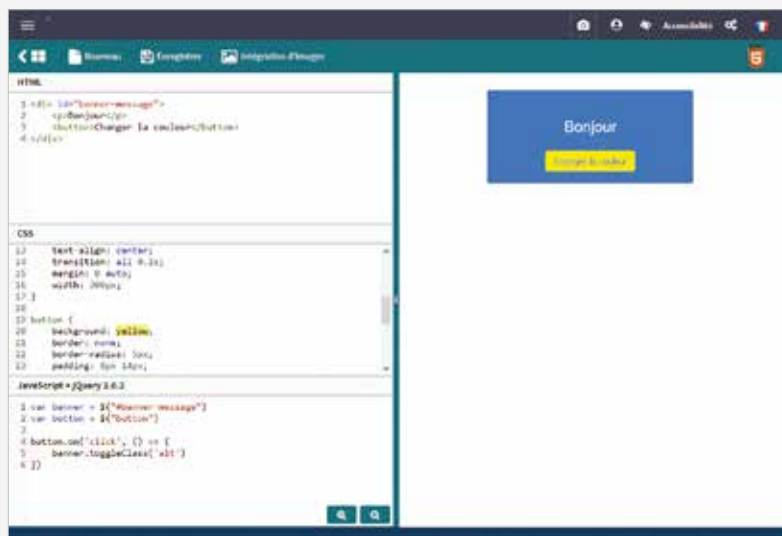 Accessibilité
Nouveau Enregistrer Intégration d'images
HTML
1 <div id="banner-message">
2 <p>Bonjour</p>
3 <button>Changer la couleur</button>
4 </div>
CSS
13 text-align: center;
14 transition: all 0.2s;
15 margin: 0 auto;
16 width: 300px;
17 }
18
19 button {
20 background: yellow;
21 border: none;
22 border-radius: 5px;
23 padding: 8px 14px;
JavaScript + jQuery 3.6.3
1 var banner = $("#banner-message")
2 var button = $("button")
3
4 button.on('click', () => {
5 banner.toggleClass('alt')
6 })
Bonjour
Changer la couleur
5